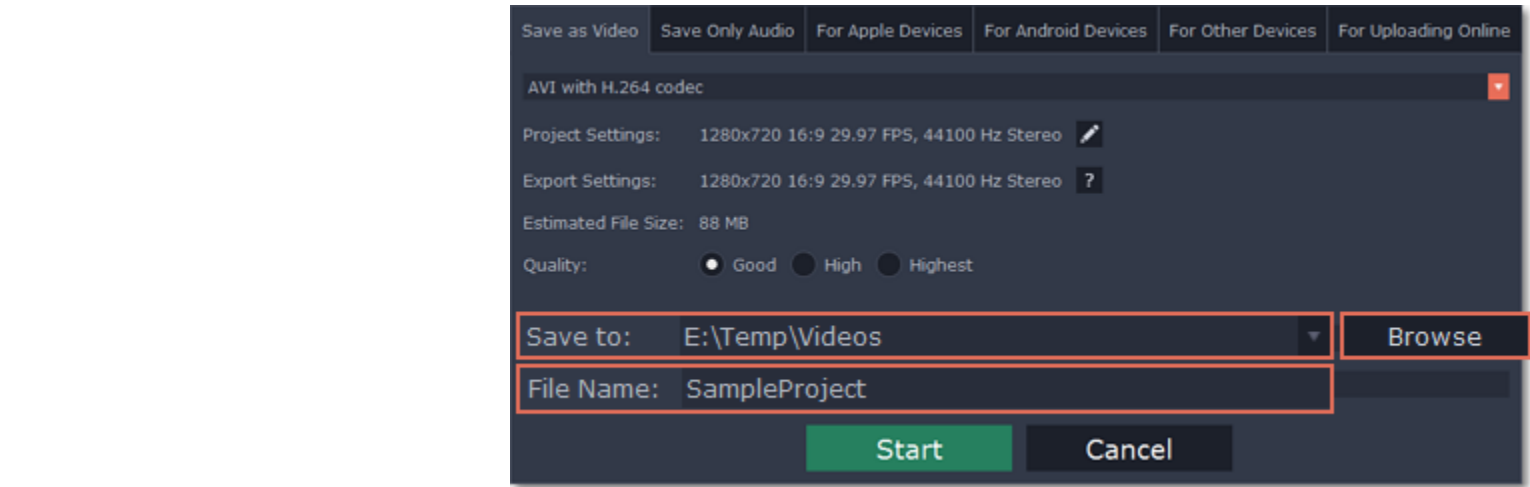 Save as Video Save Only Audio For Apple Devices For Android Devices For Other Devices For Uploading Online
AVI with H.264 codec
Project Settings: 1280x720 16:9 29.97 FPS, 44100 Hz Stereo
Export Settings: 1280x720 16:9 29.97 FPS, 44100 Hz Stereo ?
Estimated File Size: 88 MB
Quality: Good High Highest
Save to: E:\Temp\Videos Browse
File Name: SampleProject
Start Cancel